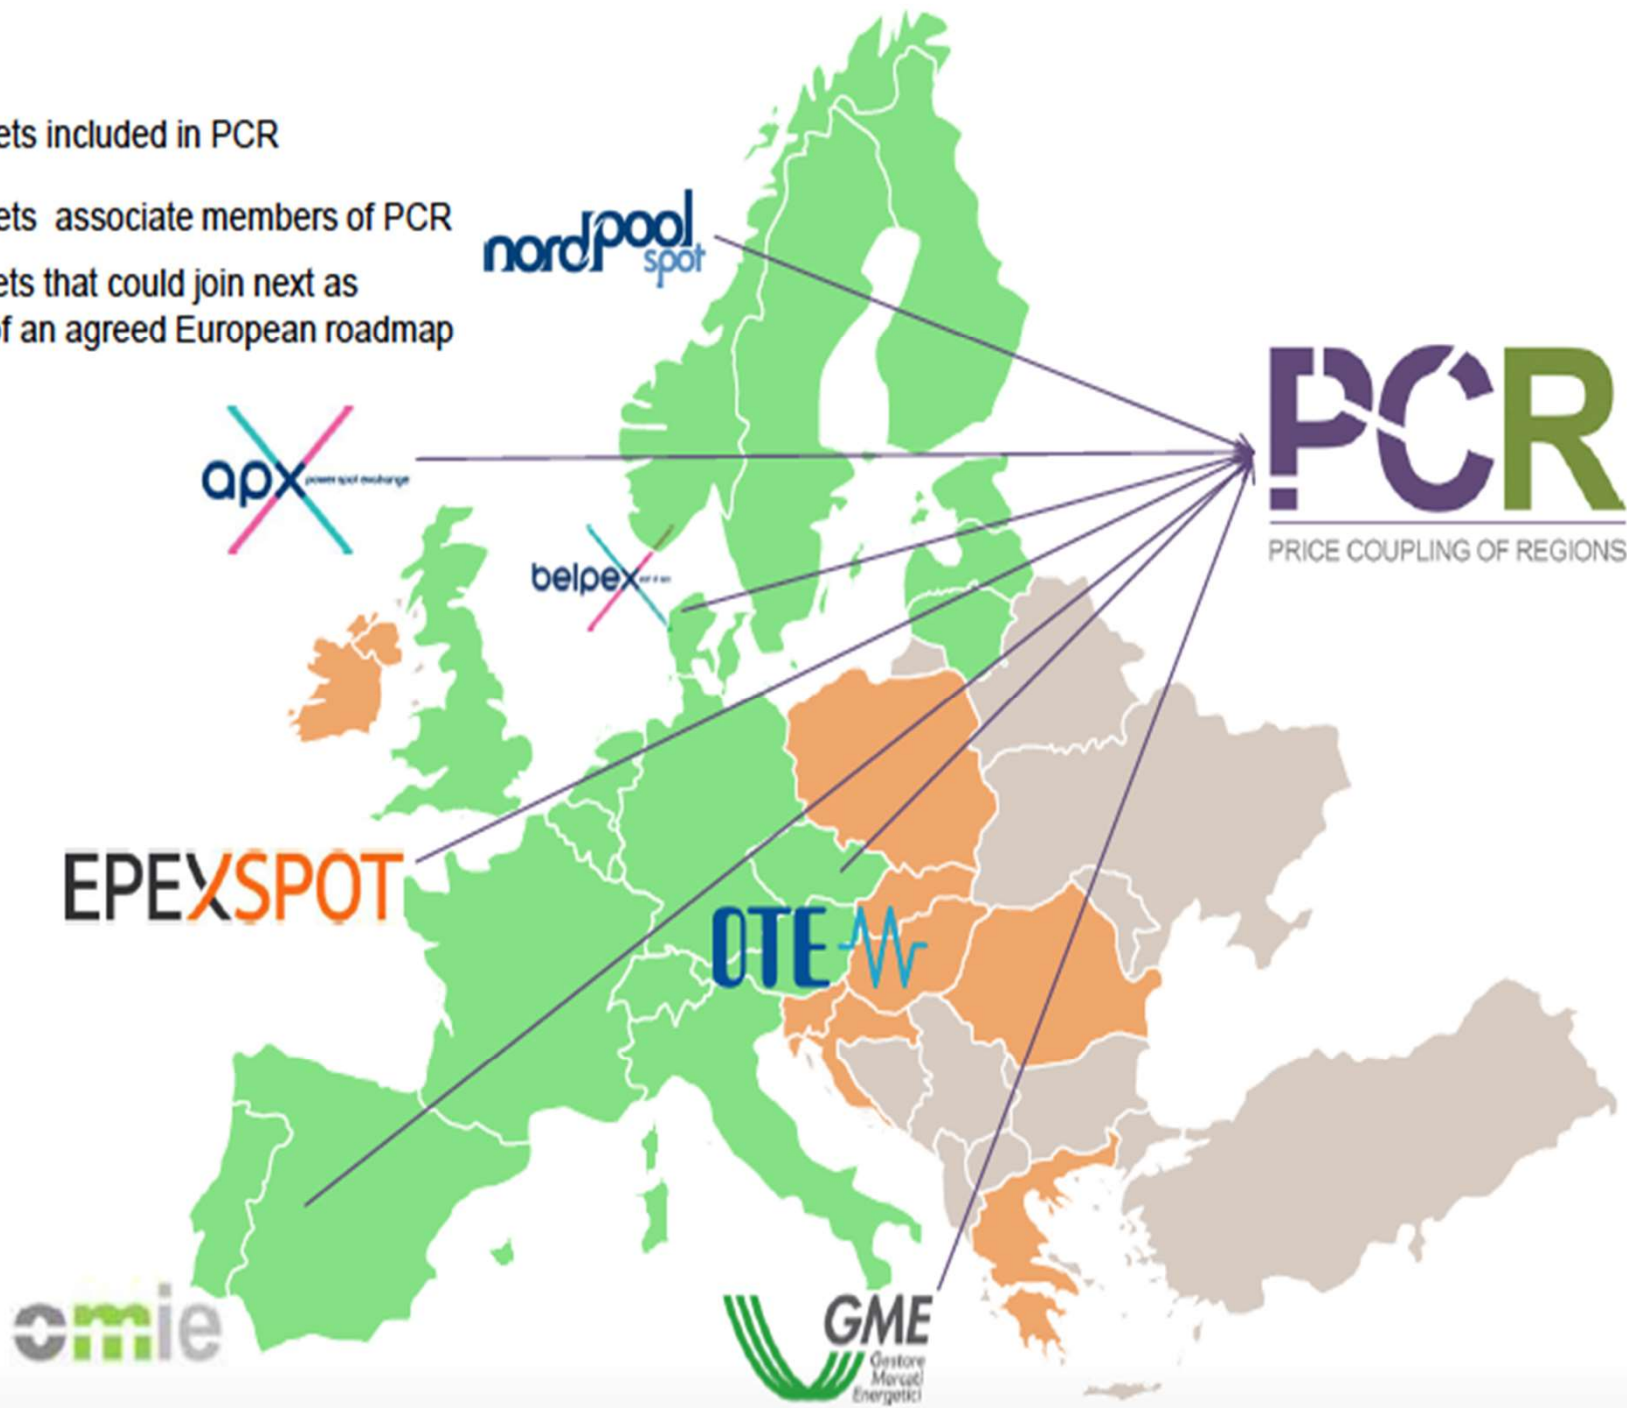 ets included in PCR
ets associate members of PCR
ets that could join next as
of an agreed European roadmap
nordpool
spot
apx
power spot exchange
belpex
PCR
PRICE COUPLING OF REGIONS
EPEXSPOT
OTE
omie
GME
Gestore
Mercati
Energetici